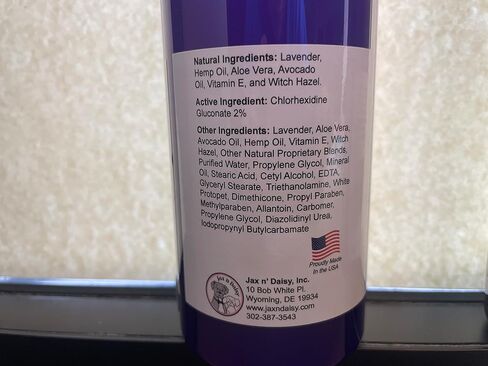 Natural Ingredients: Lavender,
Hemp Oil, Aloe Vera, Avocado
Oil, Vitamin E, and Witch Hazel.
Active Ingredient: Chlorhexidine
Gluconate 2%
Other Ingredients: Lavender, Aloe Vera,
Avocado Oil, Hemp Oil, Vitamin E, Witch
Hazel, Other Natural Proprietary Blends,
Purified Water, Propylene Glycol, Mineral
Oil, Stearic Acid, Cetyl Alcohol, EDTA,
Glyceryl Stearate, Triethanolamine, White
Protopet, Dimethicone, Propyl Paraben,
Methylparaben, Allantoin, Carbomer,
Propylene Glycol, Diazolidinyl Urea,
Iodopropynyl Butylcarbamate
Proudly Made
In the USA
jax n daisy
Jax n' Daisy, Inc.
10 Bob White Pl.
Wyoming, DE 19934
www.jaxndaisy.com
302-387-3543